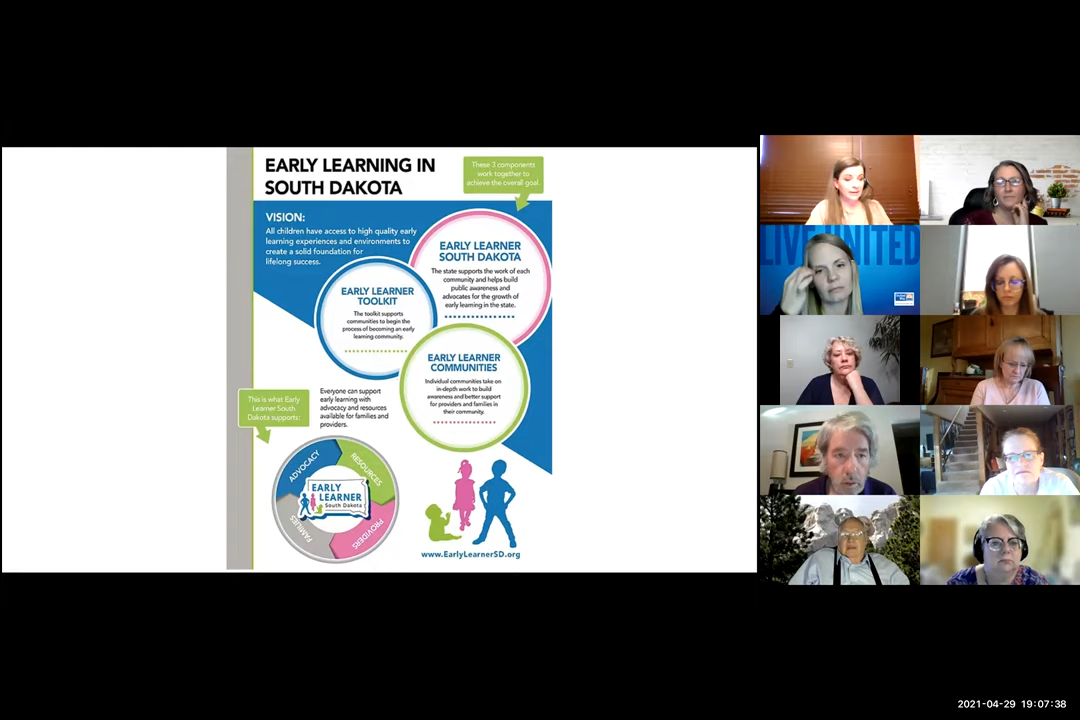 EARLY LEARNING IN
SOUTH DAKOTA
These 3 components
work together to
achieve the overall goal.
VISION:
All children have access to high quality early
learning experiences and environments to
create a solid foundation for
lifelong success.
EARLY LEARNER
SOUTH DAKOTA
The state supports the work of each
community and helps build
public awareness and
advocates for the growth of
early learning in the state.
EARLY LEARNER
TOOLKIT
The toolkit supports
communities to begin the
process of becoming an early
learning community.
EARLY LEARNER
COMMUNITIES
Individual communities take on
in-depth work to build
awareness and better support
for providers and families in
their community.
This is what Early
Learner South
Dakota supports:
Everyone can support
early learning with
advocacy and resources
available for families and
providers.
ADVOCACY
RESOURCES
PROVIDERS
FAMILIES
EARLY
LEARNER
South Dakota
www.EarlyLearnerSD.org
LIVE UNITED
2021-04-29 19:07:38